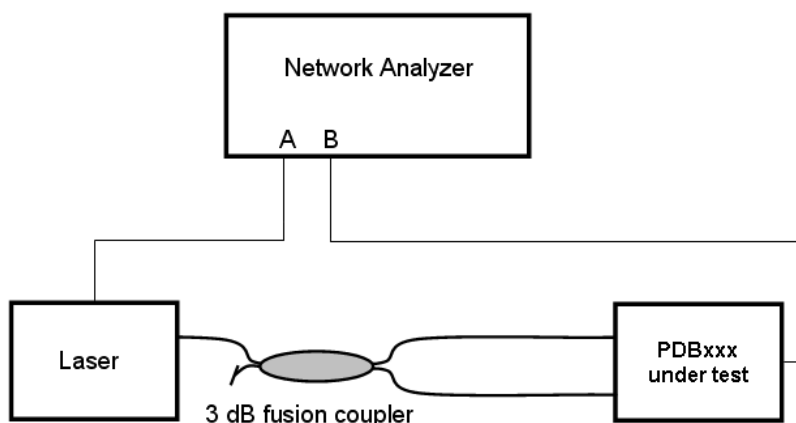 Network Analyzer
A B
Laser
PDBxxx
under test
3 dB fusion coupler